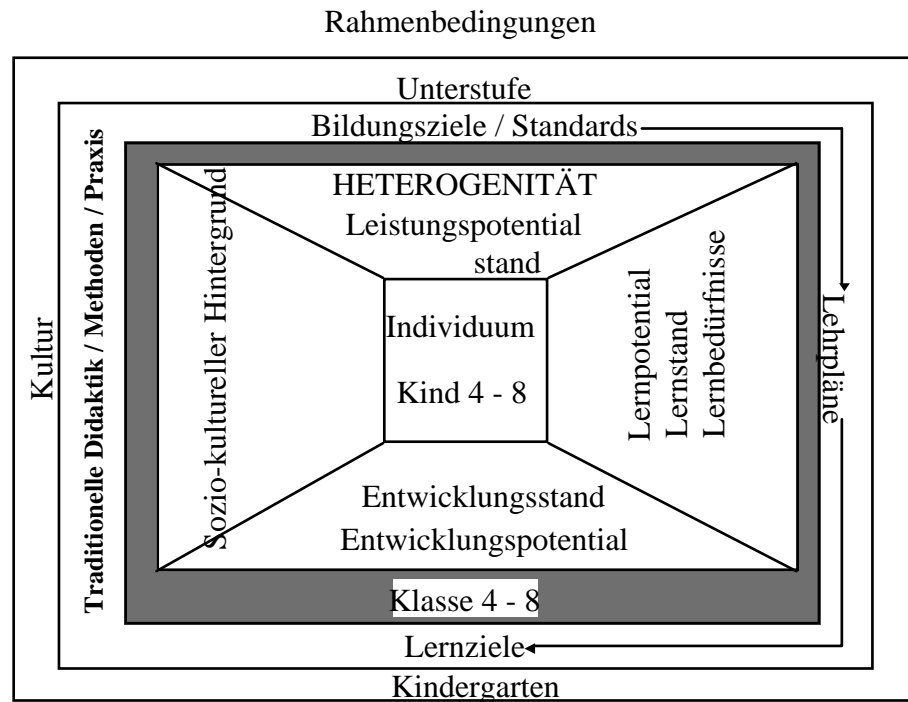 Rahmenbedingungen
Unterstufe
Bildungsziele / Standards
Kultur
Traditionelle Didaktik / Methoden / Praxis
Sozio-kultureller Hintergrund
HETEROGENITÄT
Leistungspotential
stand
Individuum
Kind 4 - 8
Lernpotential
Lernstand
Lernbedürfnisse
Lehrpläne
Entwicklungsstand
Entwicklungspotential
Klasse 4 - 8
Lernziele
Kindergarten